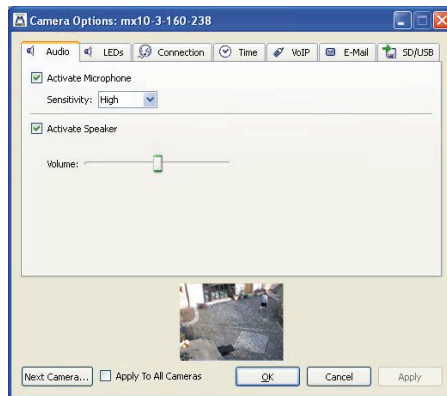 Camera Options: mx10-3-160-238
Audio LEDs Connection Time VoIP E-Mail SD/USB
Activate Microphone
Sensitivity: High
Activate Speaker
Volume:
Next Camera... Apply To All Cameras OK Cancel Apply